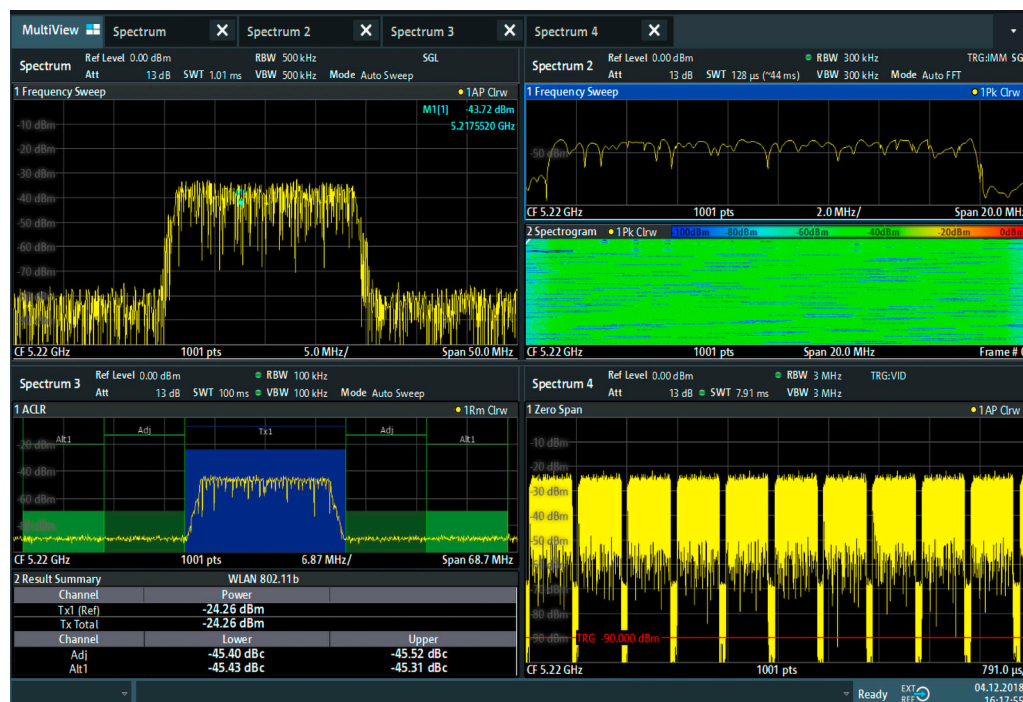 MultiView Spectrum X Spectrum 2 X Spectrum 3 X Spectrum 4 X
Spectrum Ref Level 0.00 dBm RBW 500 kHz SGL
Att 13 dB SWT 1.01 ms VBW 500 kHz Mode Auto Sweep
1 Frequency Sweep 1AP Clrw
M1[1] -43.72 dBm
5.2175520 GHz
-10 dBm
-20 dBm
-30 dBm
-40 dBm
-50 dBm
-60 dBm
-70 dBm
CF 5.22 GHz 1001 pts 5.0 MHz/ Span 50.0 MHz
Spectrum 2 Ref Level 0.00 dBm RBW 300 kHz TRG:IMM SG
Att 13 dB SWT 128 µs (~44 ms) VBW 300 kHz Mode Auto FFT
1 Frequency Sweep 1Pk Clrw
-50 dBm
CF 5.22 GHz 1001 pts 2.0 MHz/ Span 20.0 MHz
2 Spectrogram 1Pk Clrw -100dBm -80dBm -60dBm -40dBm -20dBm 0dBm
CF 5.22 GHz 1001 pts Span 20.0 MHz Frame #
Spectrum 3 Ref Level 0.00 dBm RBW 100 kHz
Att 13 dB SWT 100 ms VBW 100 kHz Mode Auto Sweep
1 ACLR 1Rm Clrw
Alt1 Adj Tx1 Adj Alt1
-20 dBm
-40 dBm
-60 dBm
CF 5.22 GHz 1001 pts 6.87 MHz/ Span 68.7 MHz
2 Result Summary WLAN 802.11b
Channel Power
Tx1 (Ref) -24.26 dBm
Tx Total -24.26 dBm
Channel Lower Upper
Adj -45.40 dBc -45.52 dBc
Alt1 -45.43 dBc -45.31 dBc
Spectrum 4 Ref Level 0.00 dBm RBW 3 MHz TRG:VID
Att 13 dB SWT 7.91 ms VBW 3 MHz
1 Zero Span 1AP Clrw
-10 dBm
-20 dBm
-30 dBm
-40 dBm
-50 dBm
-80 dBm
-90 dBm TRG -90.000 dBm
CF 5.22 GHz 1001 pts 791.0 µs
Ready EXT REF 04.12.2018
16:17:55